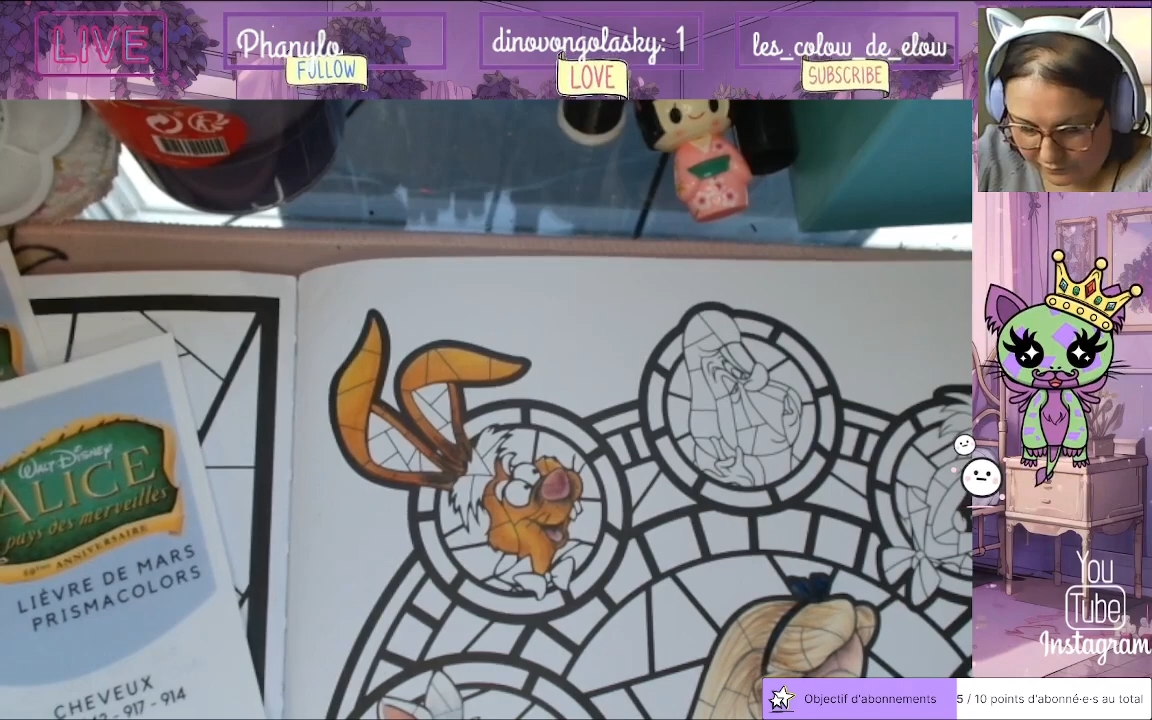 LIVE
Phanylo
FOLLOW
dinovongolasky: 1
LOVE
les_colow_de_elow
SUBSCRIBE
WALT DISNEY
ALICE
pays des merveilles
ANNIVERSAIRE
LIÈVRE DE MARS
PRISMACOLORS
CHEVEUX
- 917 - 914
You
Tube
Instagram
Objectif d'abonnements
5 / 10 points d'abonné·e·s au total